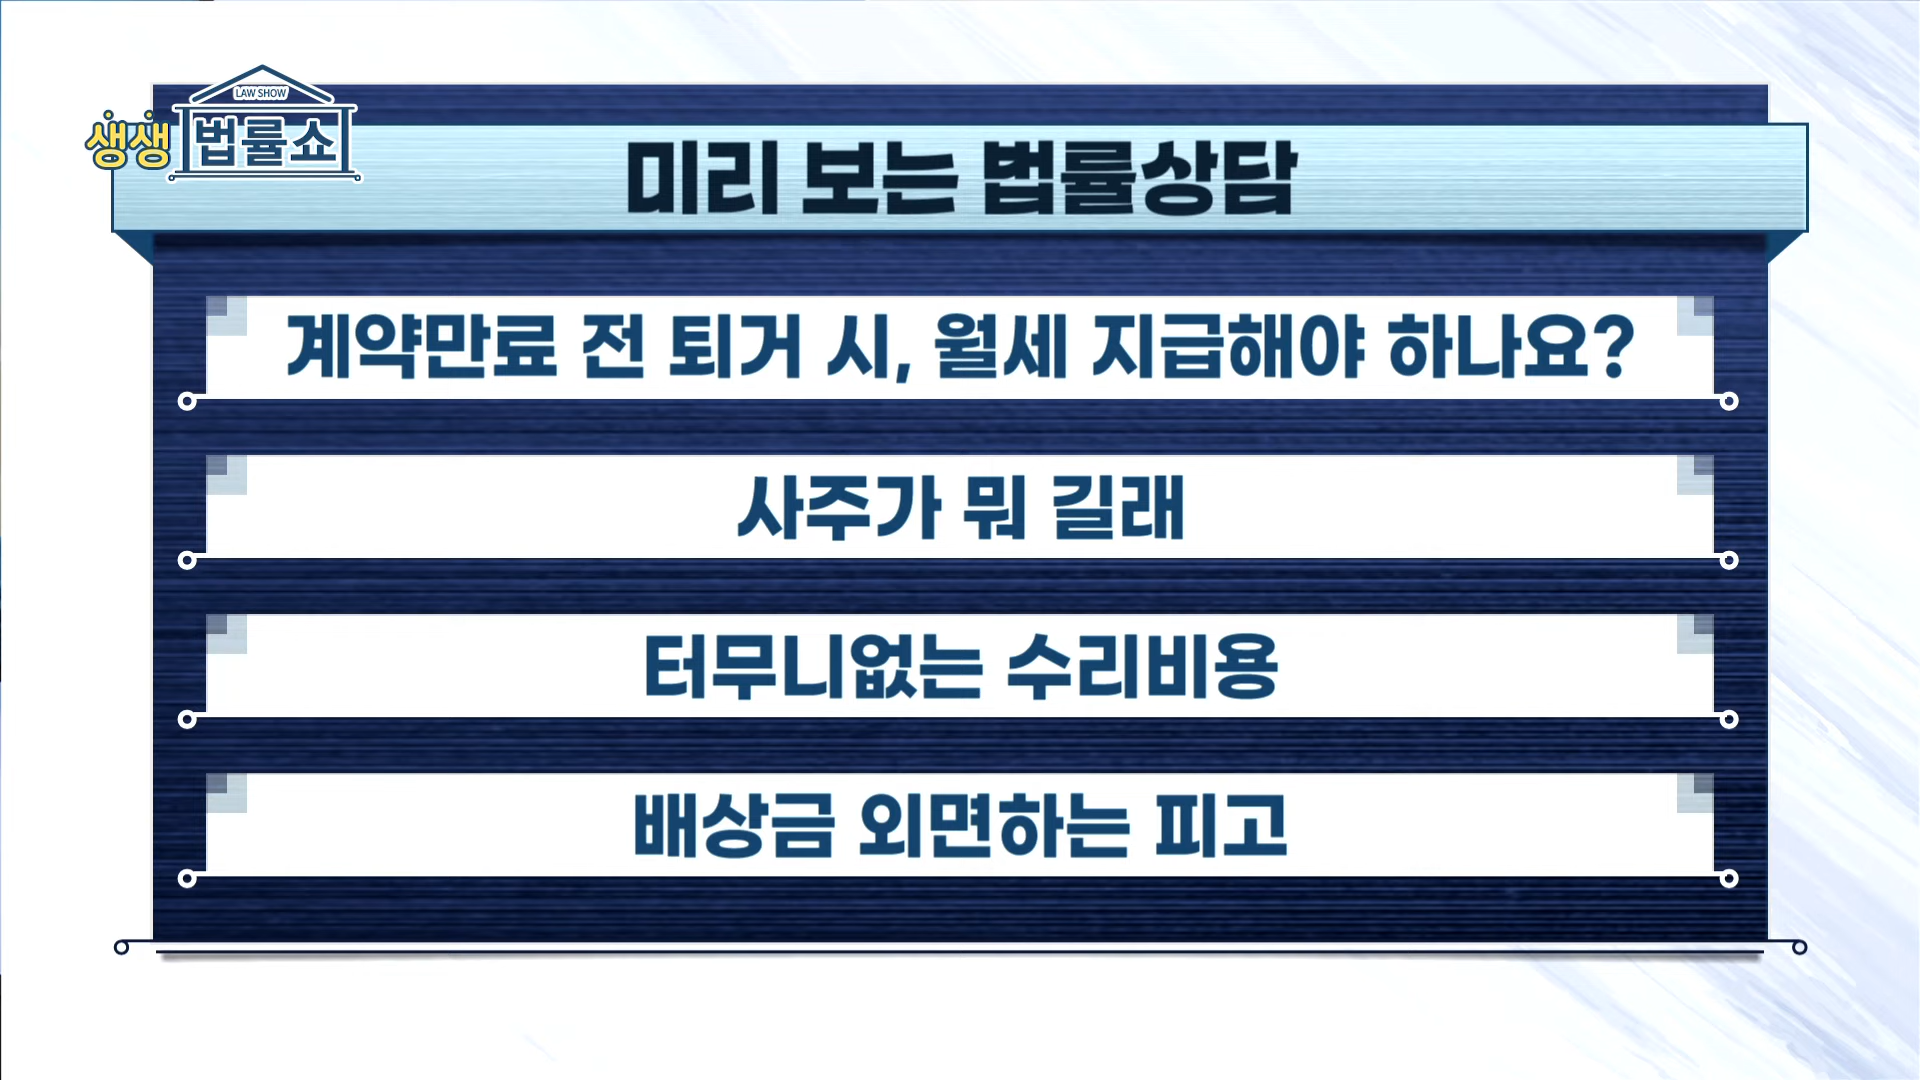 LAW SHOW
생생 법률쇼
미리 보는 법률상담
계약만료 전 퇴거 시, 월세 지급해야 하나요?
사주가 뭐 길래
터무니없는 수리비용
배상금 외면하는 피고